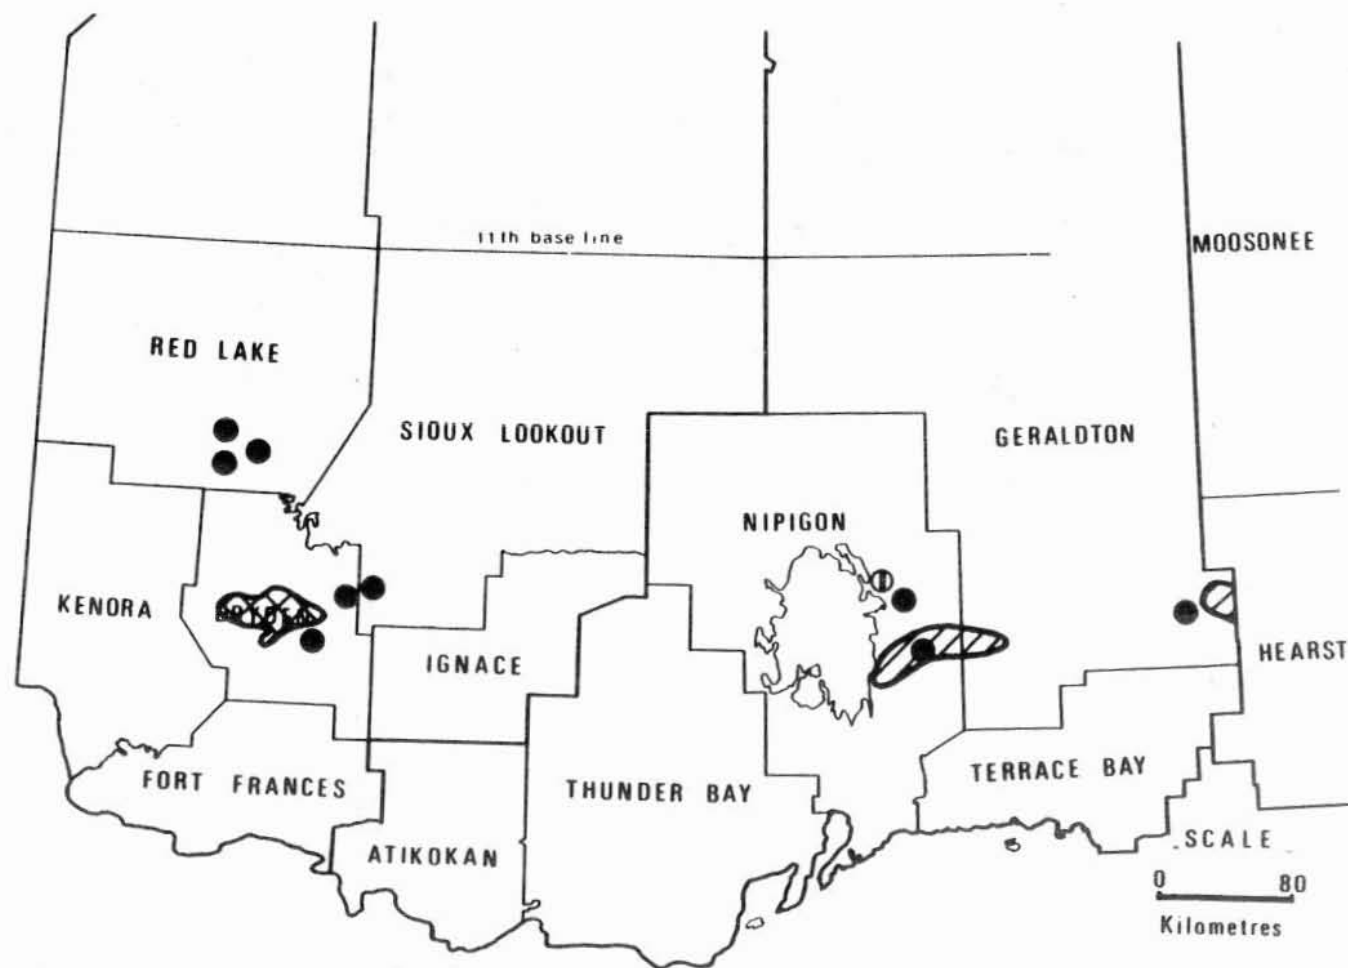 11th base line
MOOSONEE
RED LAKE
SIOUX LOOKOUT
GERALDTON
NIPIGON
KENORA
IGNACE
HEARST
FORT FRANCES
THUNDER BAY
TERRACE BAY
ATIKOKAN
SCALE
0 80
Kilometres